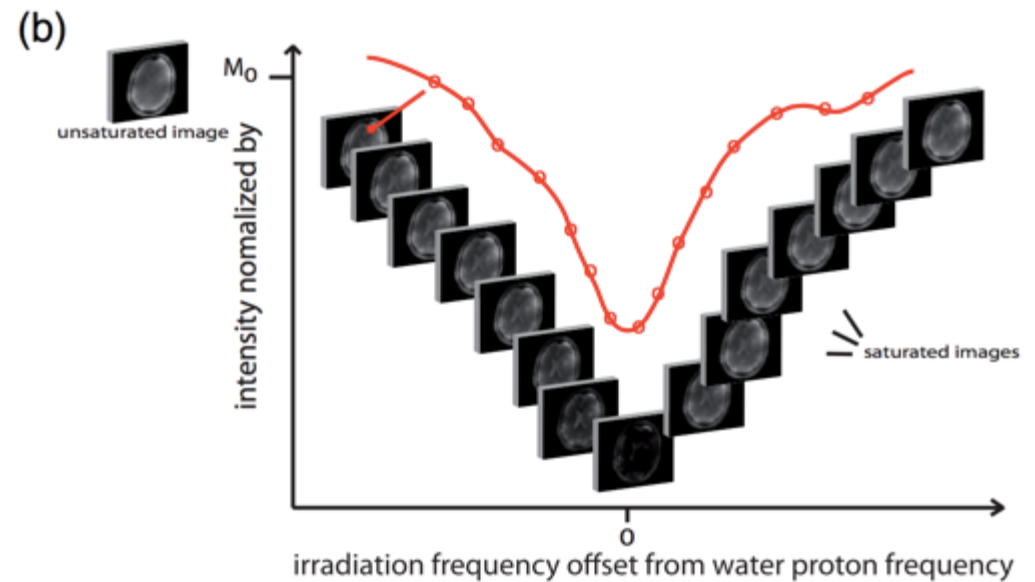 (b)
unsaturated image
M₀
intensity nomalized by
saturated images
0
irradiation frequency offset from water proton frequency